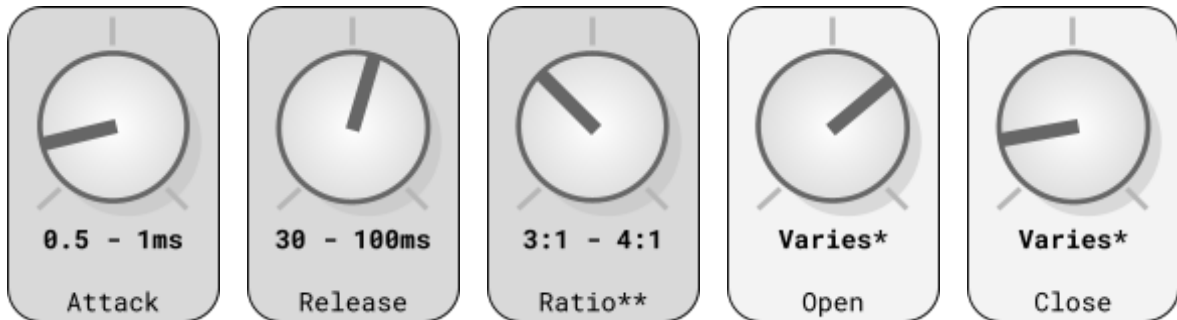 0.5 - 1ms
Attack
30 - 100ms
Release
3:1 - 4:1
Ratio**
Varies*
Open
Varies*
Close